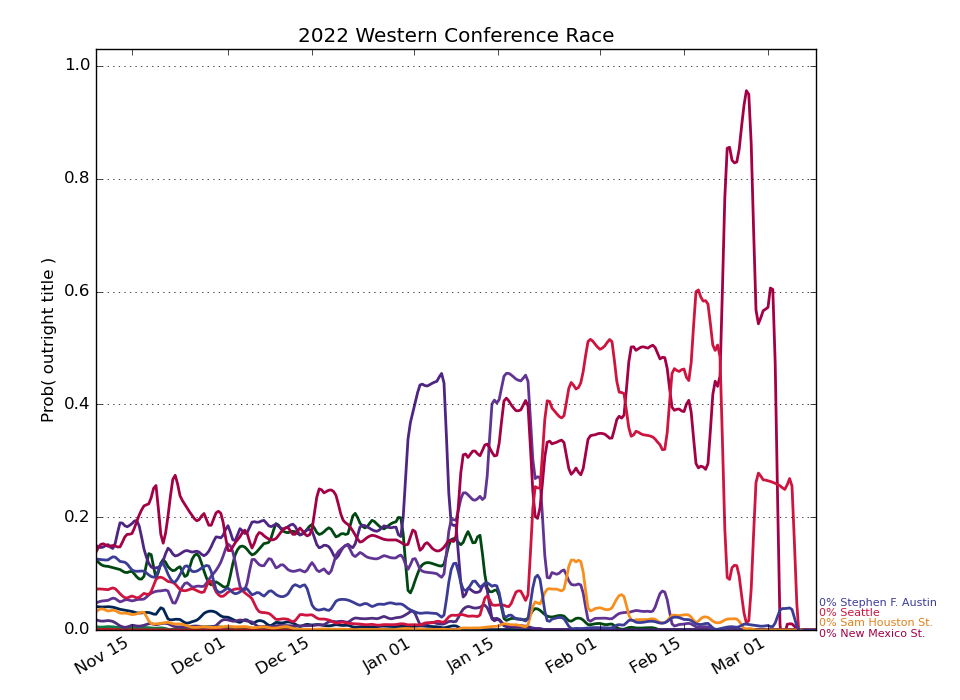 2022 Western Conference Race
Prob( outright title )
1.0
0.8
0.6
0.4
0.2
0.0
Nov 15
Dec 01
Dec 15
Jan 01
Jan 15
Feb 01
Feb 15
Mar 01
0% Stephen F. Austin
0% Seattle
0% Sam Houston St.
0% New Mexico St.